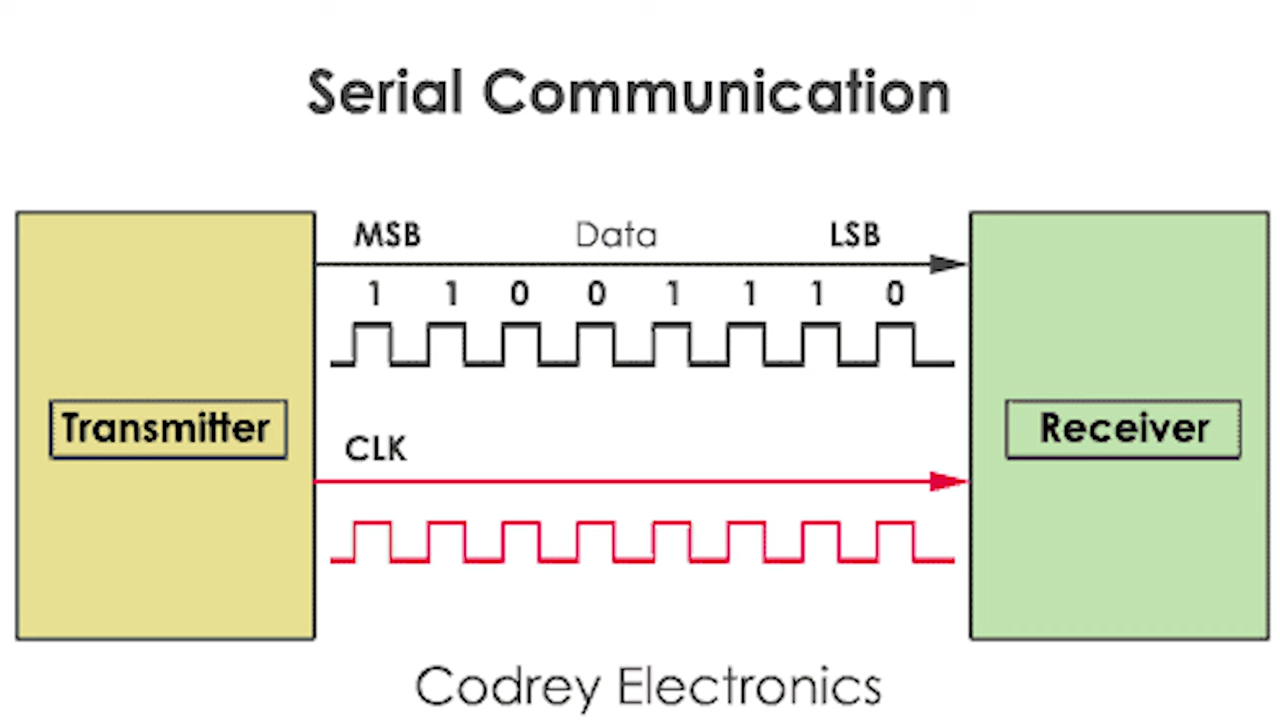 Serial Communication
MSB Data LSB
1 1 0 0 1 1 1 0
Transmitter
CLK
Receiver
Codrey Electronics